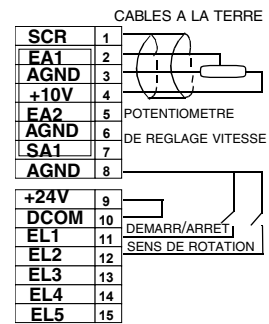 CABLES A LA TERRE
SCR 1
EA1 2
AGND 3
+10V 4
EA2 5 POTENTIOMETRE
AGND 6
DE REGLAGE VITESSE
SA1 7
AGND 8
+24V 9
DCOM 10
EL1 11 DEMARR/ARRET
EL2 12 SENS DE ROTATION
EL3 13
EL4 14
EL5 15